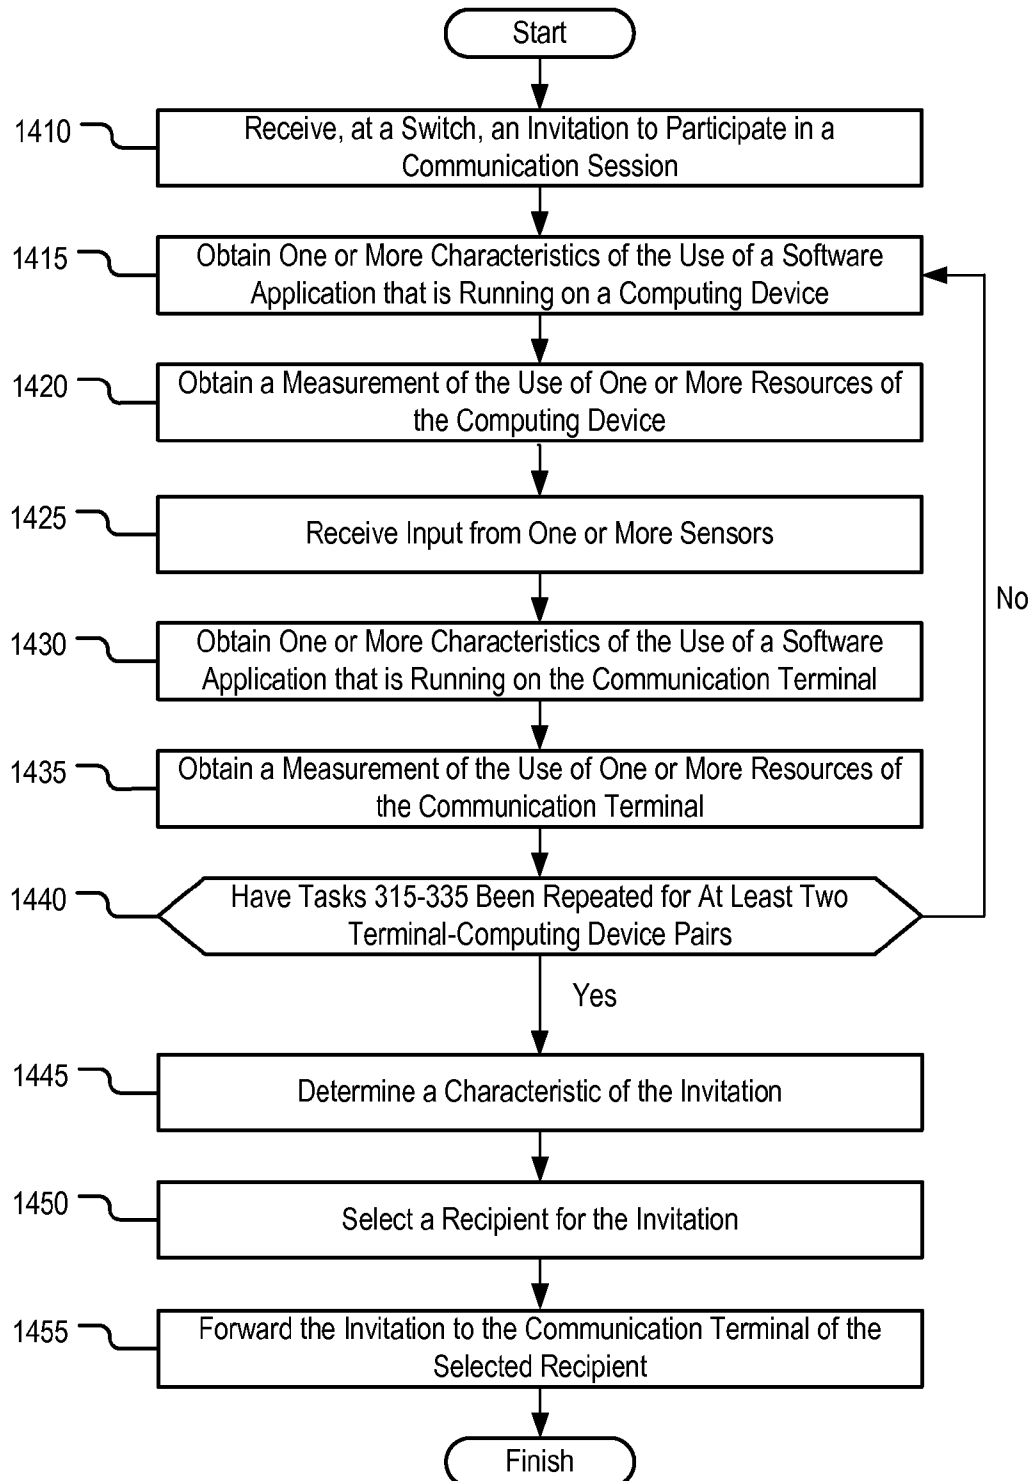 Start
1410
Receive, at a Switch, an Invitation to Participate in a
Communication Session
1415
Obtain One or More Characteristics of the Use of a Software
Application that is Running on a Computing Device
1420
Obtain a Measurement of the Use of One or More Resources of
the Computing Device
1425
Receive Input from One or More Sensors
No
1430
Obtain One or More Characteristics of the Use of a Software
Application that is Running on the Communication Terminal
1435
Obtain a Measurement of the Use of One or More Resources of
the Communication Terminal
1440
Have Tasks 315-335 Been Repeated for At Least Two
Terminal-Computing Device Pairs
Yes
1445
Determine a Characteristic of the Invitation
1450
Select a Recipient for the Invitation
1455
Forward the Invitation to the Communication Terminal of the
Selected Recipient
Finish